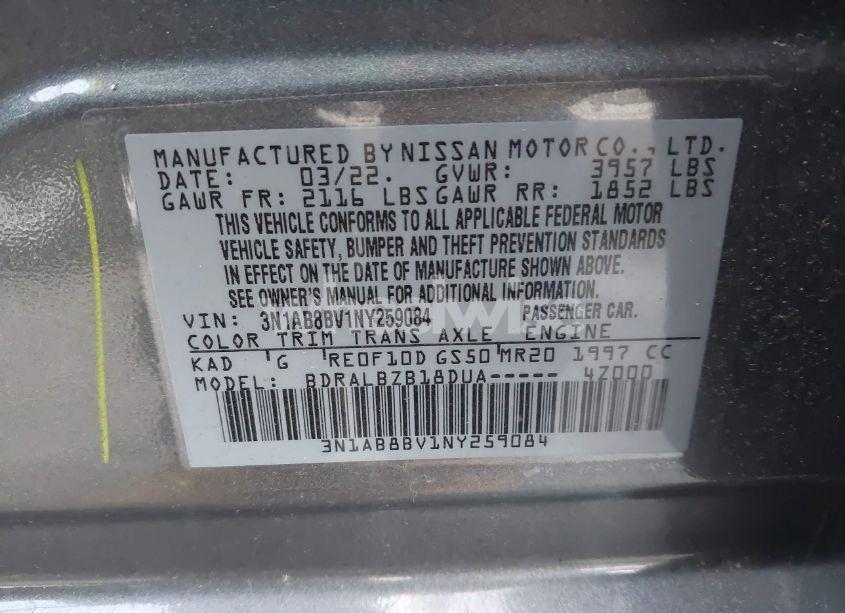 MANUFACTURED BY NISSAN MOTOR CO., LTD.
DATE: 03/22. GVWR: 3957 LBS
GAWR FR: 2116 LBS GAWR RR: 1852 LBS
THIS VEHICLE CONFORMS TO ALL APPLICABLE FEDERAL MOTOR
VEHICLE SAFETY, BUMPER AND THEFT PREVENTION STANDARDS
IN EFFECT ON THE DATE OF MANUFACTURE SHOWN ABOVE.
SEE OWNER'S MANUAL FOR ADDITIONAL INFORMATION.
VIN: 3N1AB8BV1NY259084 PASSENGER CAR.
COLOR TRIM TRANS AXLE ENGINE
KAD G RE0F10D GS50 MR20 1997 CC
MODEL: BDRALBZB18DUA----- 4Z000
3N1AB8BV1NY259084